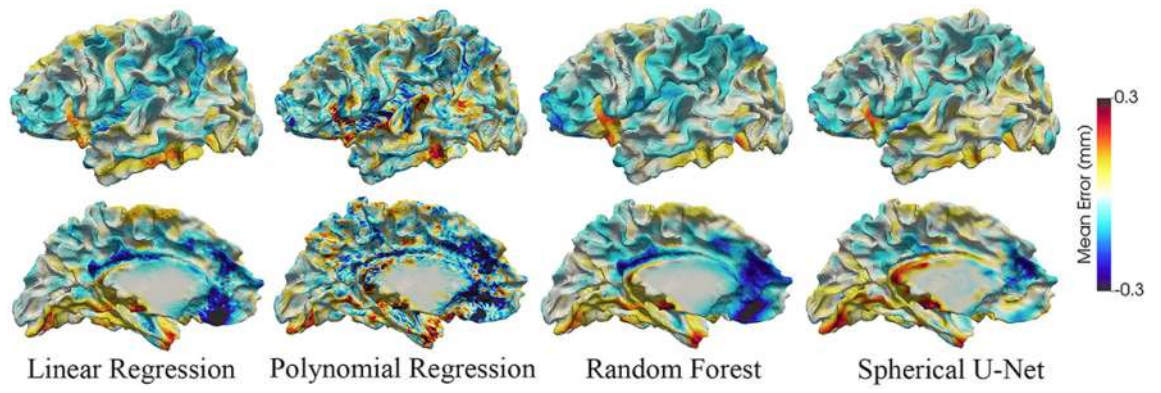 0.3
Mean Error (mm)
-0.3
Linear Regression
Polynomial Regression
Random Forest
Spherical U-Net